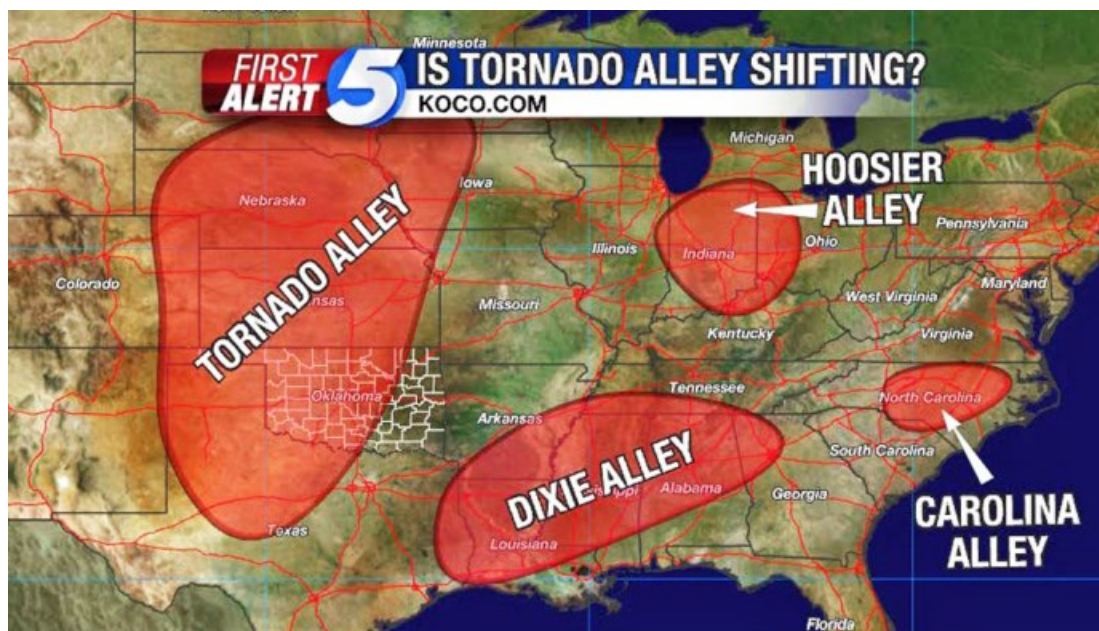 Minnesota
FIRST
ALERT
5
IS TORNADO ALLEY SHIFTING?
KOCO.COM
Michigan
HOOSIER
ALLEY
Iowa
Nebraska
TORNADO ALLEY
Pennsylvania
Ohio
Illinois
Indiana
Colorado
Maryland
Missouri
West Virginia
Kentucky
Virginia
Tennessee
Oklahoma
North Carolina
Arkansas
South Carolina
DIXIE ALLEY
Alabama
Georgia
CAROLINA
ALLEY
Texas
Louisiana
Florida